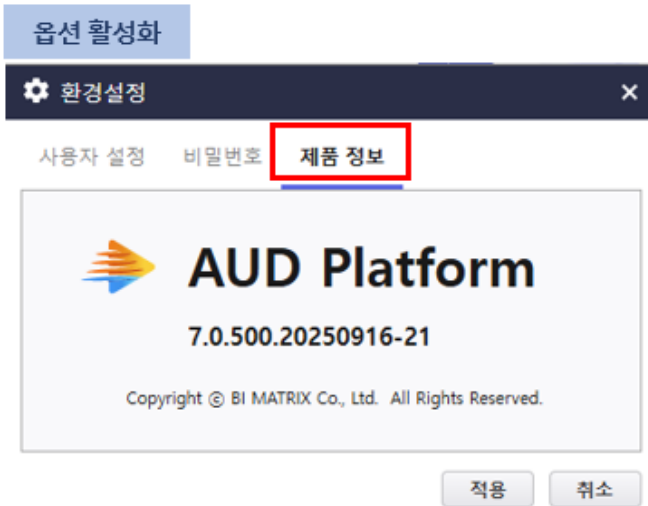 옵션 활성화
환경설정
사용자 설정 비밀번호 제품 정보
AUD Platform
7.0.500.20250916-21
Copyright ⓒ BI MATRIX Co., Ltd. All Rights Reserved.
적용 취소